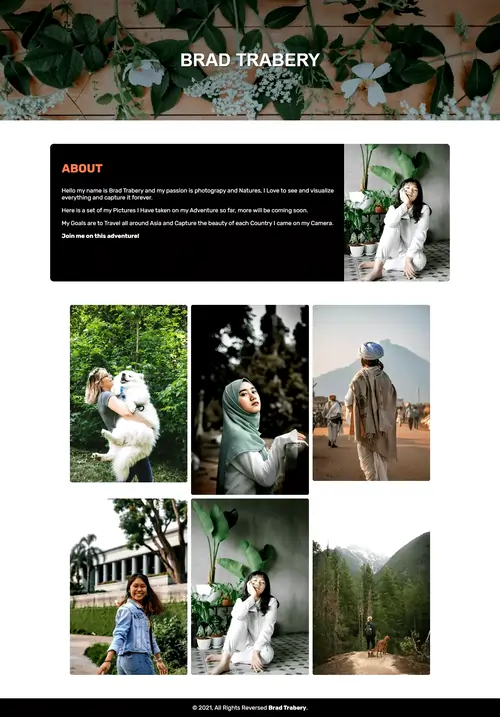 BRAD TRABERY
ABOUT
Hello my name is Brad Trabery and my passion is photograpy and Natures, I Love to see and visualize
everything and capture it forever.
Here is a set of my Pictures I Have taken on my Adventure so far, more will be coming soon.
My Goals are to Travel all around Asia and Capture the beauty of each Country I came on my Camera.
Join me on this adventure!
© 2021, All Rights Reversed Brad Trabery.